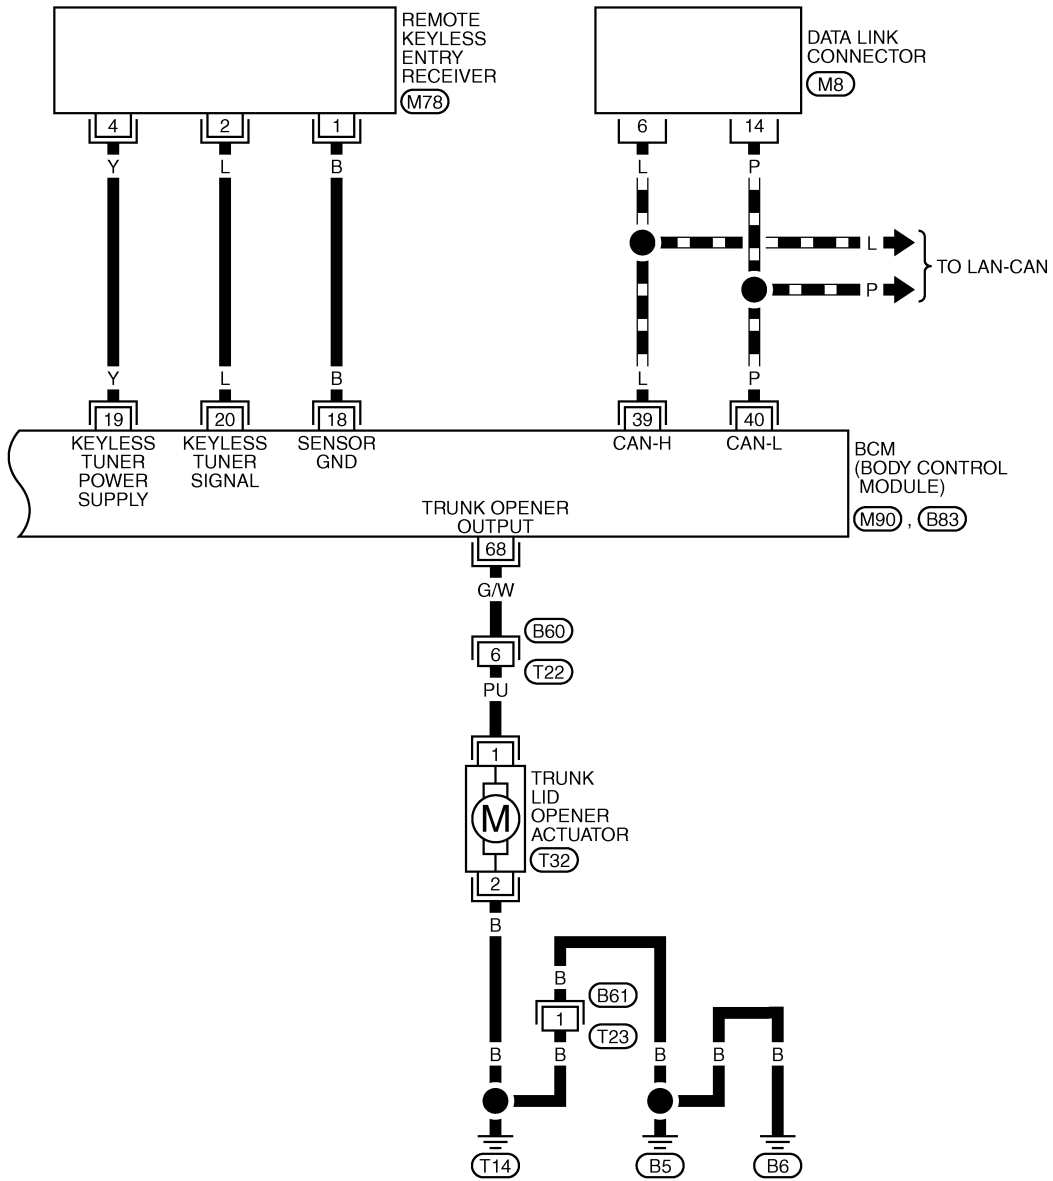 REMOTE
KEYLESS
ENTRY
RECEIVER
M78
DATA LINK
CONNECTOR
M8
4 2 1 6 14
Y L B L P
L
TO LAN-CAN
P
Y L B L P
19 20 18 39 40
KEYLESS
TUNER
POWER
SUPPLY
KEYLESS
TUNER
SIGNAL
SENSOR
GND
CAN-H
CAN-L
BCM
(BODY CONTROL
MODULE)
M90 , B83
TRUNK OPENER
OUTPUT
68
G/W
B60
6
T22
PU
1
M
TRUNK
LID
OPENER
ACTUATOR
T32
2
B
B
B61
1
T23
B B B B B
T14 B5 B6